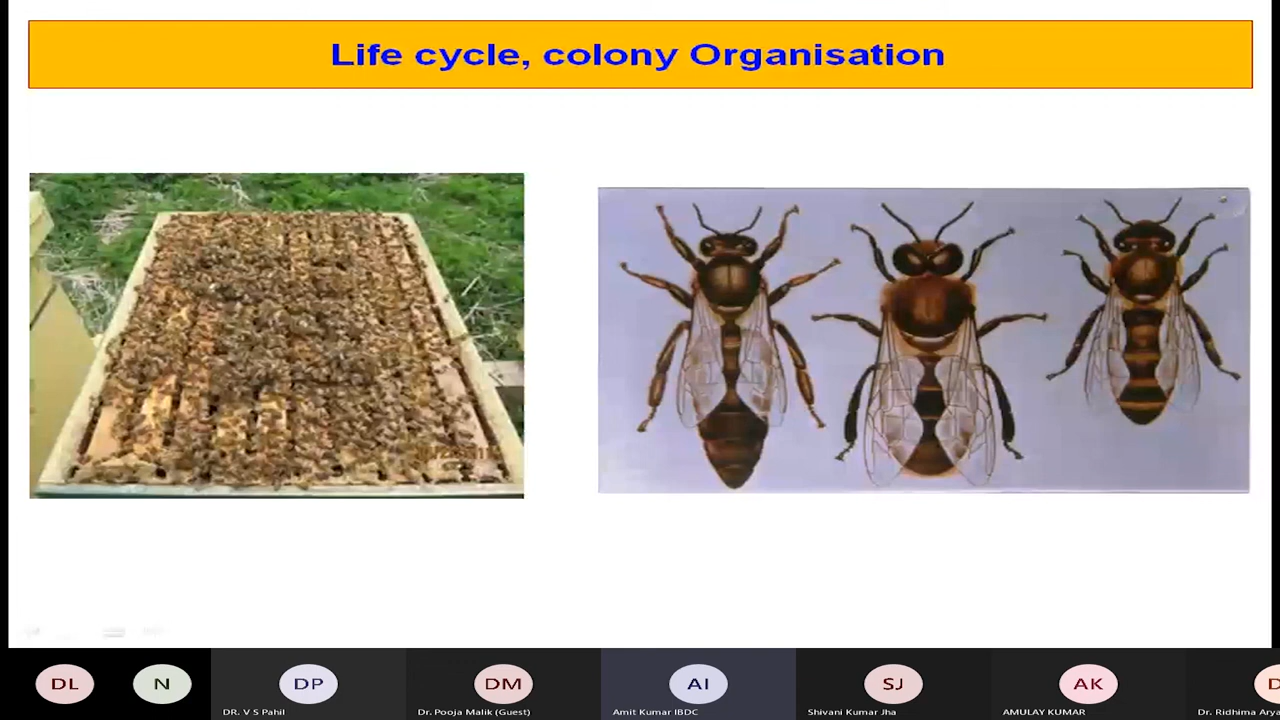 Life cycle, colony Organisation
DL
N
DP
DM
AI
SJ
AK
DR. V S Pahil
Dr. Pooja Malik (Guest)
Amit Kumar IBDC
Shivani Kumar Jha
AMULAY KUMAR
Dr. Ridhima Arya